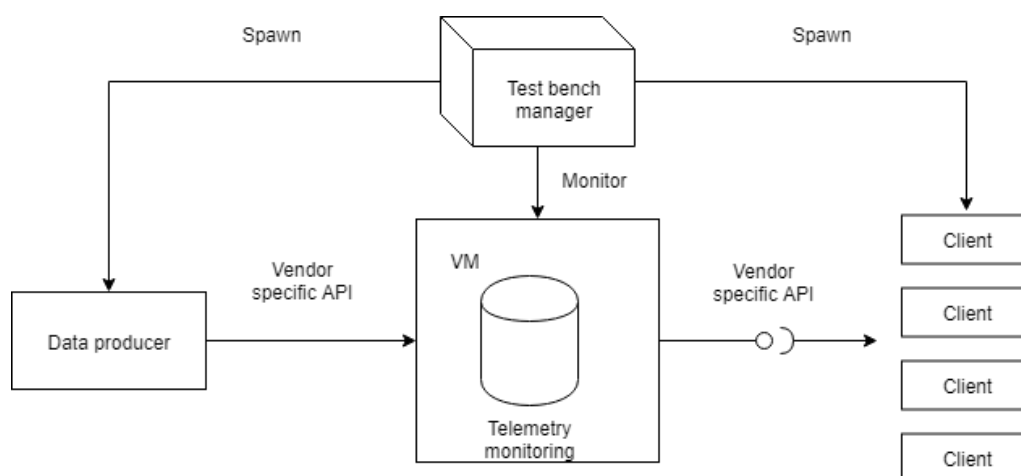 Spawn
Spawn
Test bench
manager
Monitor
Client
VM
Vendor
specific API
Vendor
specific API
Client
Data producer
Client
Telemetry
monitoring
Client